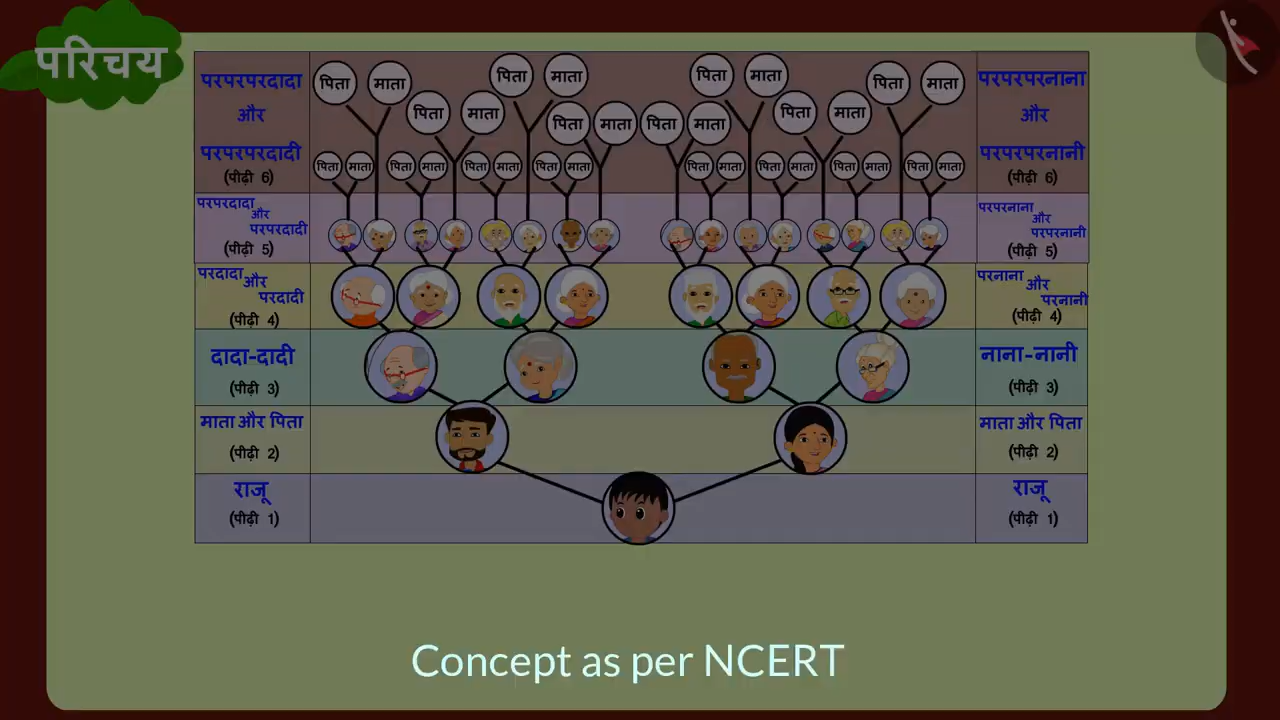 परिचय
परपरपरदादा
और
परपरपरदादी
(पीढ़ी 6)
पिता माता पिता माता पिता माता पिता माता
पिता माता पिता माता पिता माता पिता माता
पिता माता पिता माता पिता माता पिता माता पिता माता पिता माता पिता माता पिता माता
परपरपरनाना
और
परपरपरनानी
(पीढ़ी 6)
परपरदादा
और
परपरदादी
(पीढ़ी 5)
परपरनाना
और
परपरनानी
(पीढ़ी 5)
परदादा
और
परदादी
(पीढ़ी 4)
परनाना
और
परनानी
(पीढ़ी 4)
दादा-दादी
(पीढ़ी 3)
नाना-नानी
(पीढ़ी 3)
माता और पिता
(पीढ़ी 2)
माता और पिता
(पीढ़ी 2)
राजू
(पीढ़ी 1)
राजू
(पीढ़ी 1)
Concept as per NCERT